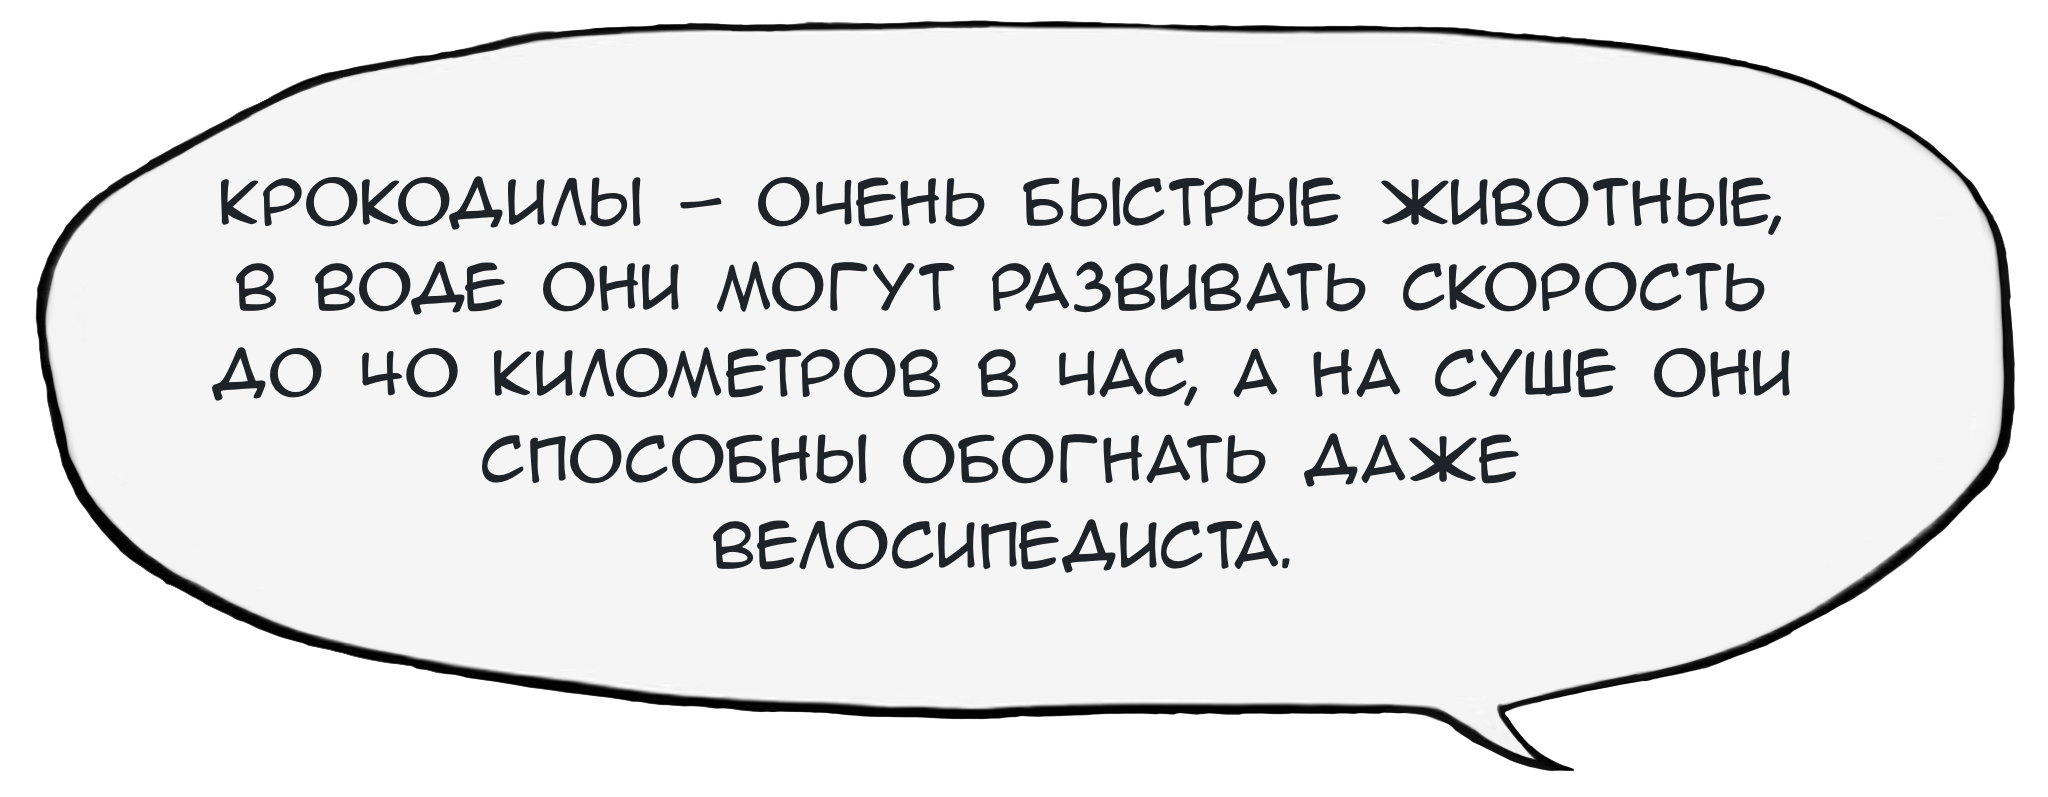 КРОКОДИЛЫ – ОЧЕНЬ БЫСТРЫЕ ЖИВОТНЫЕ,
В ВОДЕ ОНИ МОГУТ РАЗВИВАТЬ СКОРОСТЬ
ДО 40 КИЛОМЕТРОВ В ЧАС, А НА СУШЕ ОНИ
СПОСОБНЫ ОБОГНАТЬ ДАЖЕ
ВЕЛОСИПЕДИСТА.